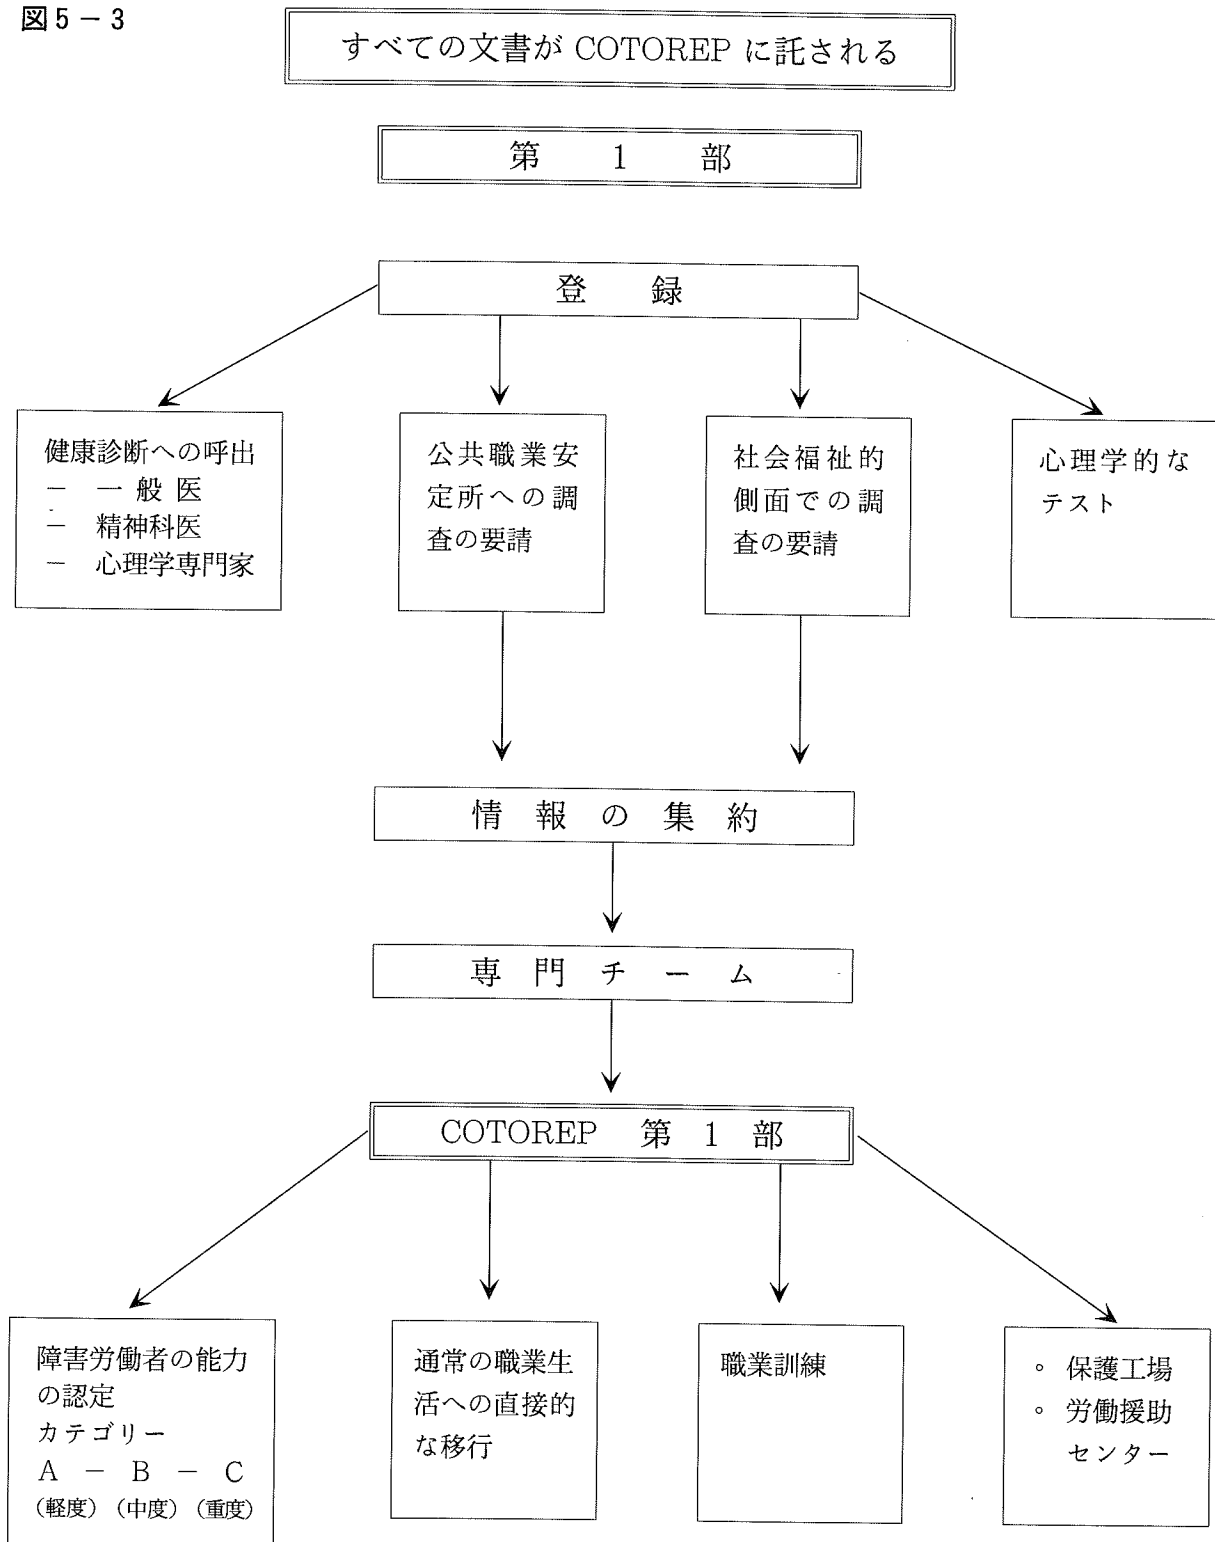 図5−3
すべての文書が COTOREP に託される
第 1 部
登 録
健康診断への呼出
− 一般医
− 精神科医
− 心理学専門家
公共職業安
定所への調
査の要請
社会福祉的
側面での調
査の要請
心理学的な
テスト
情報の集約
専門チーム
COTOREP 第 1 部
障害労働者の能力
の認定
カテゴリー
A − B − C
(軽度) (中度) (重度)
通常の職業生
活への直接的
な移行
職業訓練
◦ 保護工場
◦ 労働援助
センター